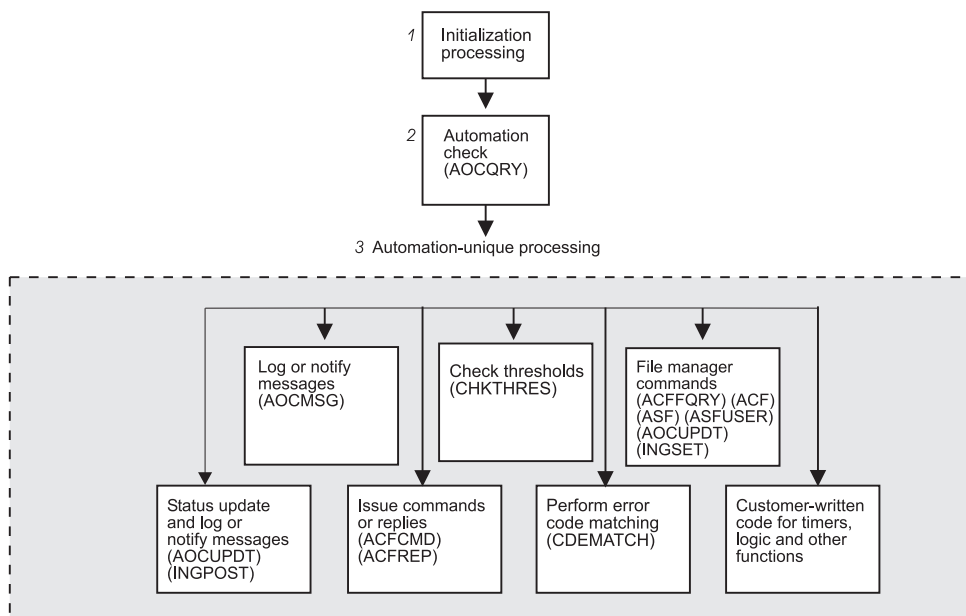 1 Initialization
processing
2 Automation
check
(AOCQRY)
3 Automation-unique processing
Log or notify
messages
(AOCMSG)
Check thresholds
(CHKTHRES)
File manager
commands
(ACFFQRY) (ACF)
(ASF) (ASFUSER)
(AOCUPDT)
(INGSET)
Status update
and log or
notify messages
(AOCUPDT)
(INGPOST)
Issue commands
or replies
(ACFCMD)
(ACFREP)
Perform error
code matching
(CDEMATCH)
Customer-written
code for timers,
logic and other
functions